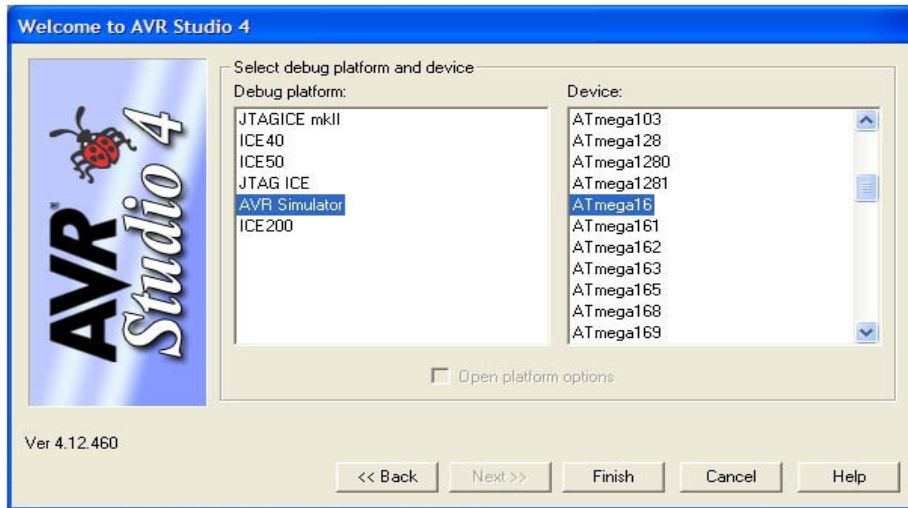 Welcome to AVR Studio 4
AVR
Studio 4
Select debug platform and device
Debug platform:
JTAGICE mkII
ICE40
ICE50
JTAG ICE
AVR Simulator
ICE200
Device:
ATmega103
ATmega128
ATmega1280
ATmega1281
ATmega16
ATmega161
ATmega162
ATmega163
ATmega165
ATmega168
ATmega169
Open platform options
Ver 4.12.460
<< Back
Next >>
Finish
Cancel
Help